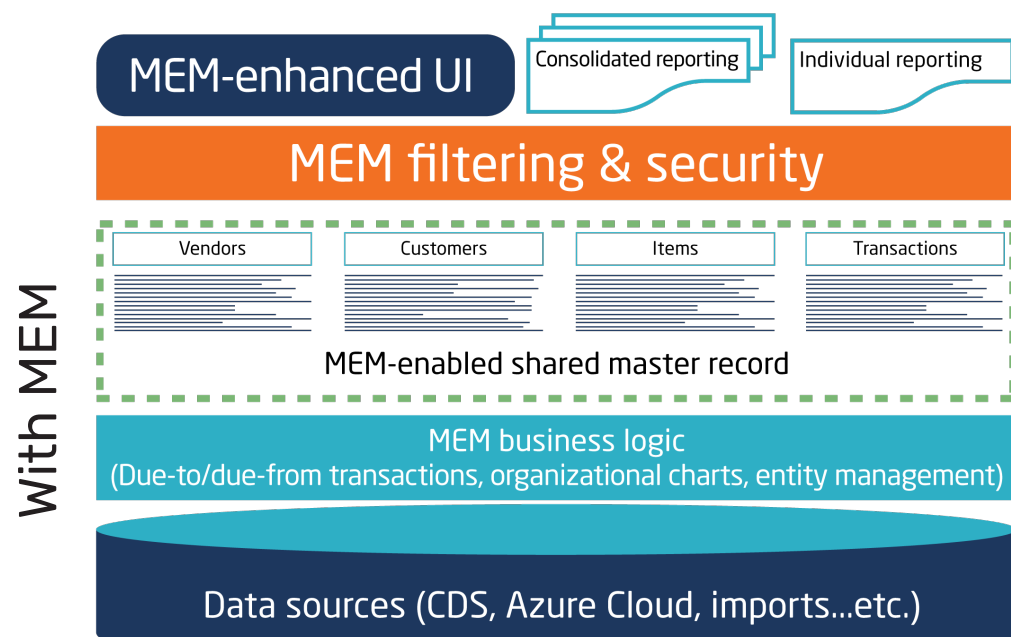 MEM-enhanced UI
Consolidated reporting
Individual reporting
MEM filtering & security
Vendors
Customers
Items
Transactions
MEM-enabled shared master record
With MEM
MEM business logic
(Due-to/due-from transactions, organizational charts, entity management)
Data sources (CDS, Azure Cloud, imports...etc.)